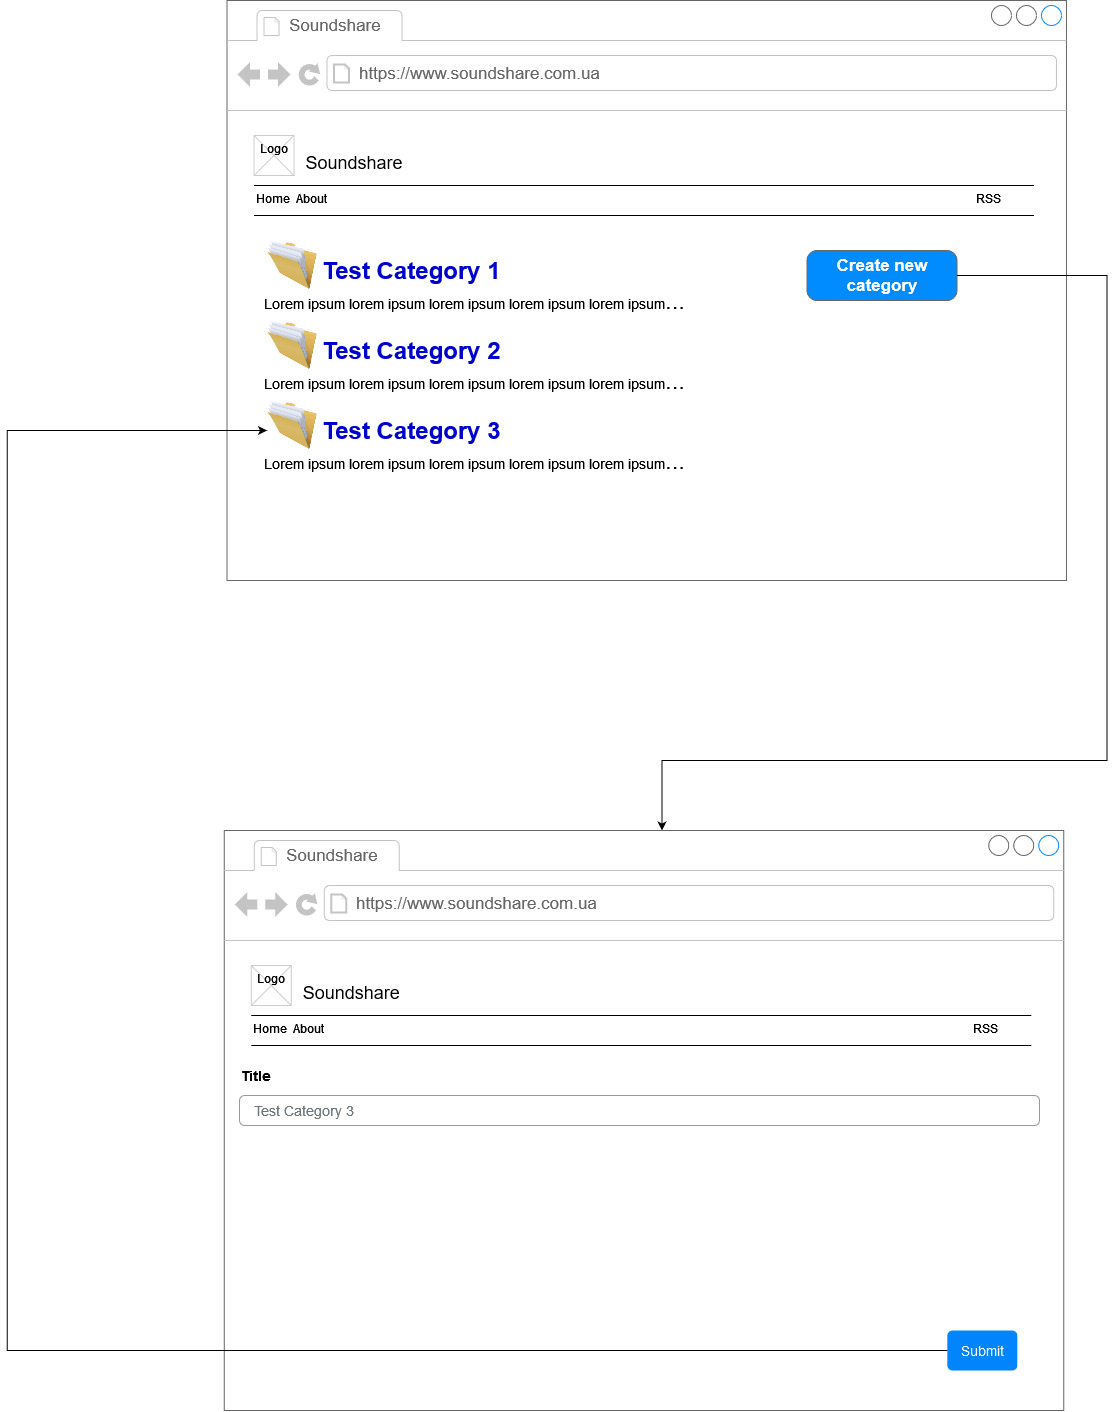 Soundshare
https://www.soundshare.com.ua
Logo
Soundshare
Home About RSS
Test Category 1
Create new
category
Lorem ipsum lorem ipsum lorem ipsum lorem ipsum lorem ipsum...
Test Category 2
Lorem ipsum lorem ipsum lorem ipsum lorem ipsum lorem ipsum...
Test Category 3
Lorem ipsum lorem ipsum lorem ipsum lorem ipsum lorem ipsum...
Soundshare
https://www.soundshare.com.ua
Logo
Soundshare
Home About RSS
Title
Test Category 3
Submit